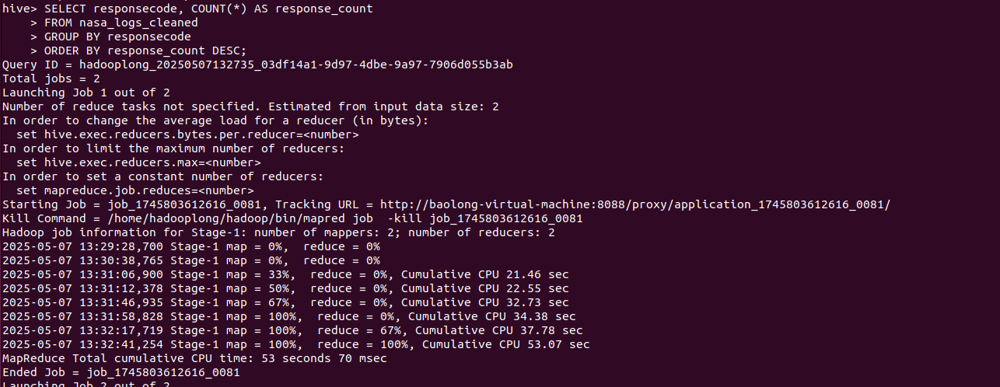 hive> SELECT responsecode, COUNT(*) AS response_count
    > FROM nasa_logs_cleaned
    > GROUP BY responsecode
    > ORDER BY response_count DESC;
Query ID = hadooplong_20250507132735_03df14a1-9d97-4dbe-9a97-7906d055b3ab
Total jobs = 2
Launching Job 1 out of 2
Number of reduce tasks not specified. Estimated from input data size: 2
In order to change the average load for a reducer (in bytes):
  set hive.exec.reducers.bytes.per.reducer=<number>
In order to limit the maximum number of reducers:
  set hive.exec.reducers.max=<number>
In order to set a constant number of reducers:
  set mapreduce.job.reduces=<number>
Starting Job = job_1745803612616_0081, Tracking URL = http://baolong-virtual-machine:8088/proxy/application_1745803612616_0081/
Kill Command = /home/hadooplong/hadoop/bin/mapred job  -kill job_1745803612616_0081
Hadoop job information for Stage-1: number of mappers: 2; number of reducers: 2
2025-05-07 13:29:28,700 Stage-1 map = 0%,  reduce = 0%
2025-05-07 13:30:38,765 Stage-1 map = 0%,  reduce = 0%
2025-05-07 13:31:06,900 Stage-1 map = 33%,  reduce = 0%, Cumulative CPU 21.46 sec
2025-05-07 13:31:12,378 Stage-1 map = 50%,  reduce = 0%, Cumulative CPU 22.55 sec
2025-05-07 13:31:46,935 Stage-1 map = 67%,  reduce = 0%, Cumulative CPU 32.73 sec
2025-05-07 13:31:58,828 Stage-1 map = 100%,  reduce = 0%, Cumulative CPU 34.38 sec
2025-05-07 13:32:17,719 Stage-1 map = 100%,  reduce = 67%, Cumulative CPU 37.78 sec
2025-05-07 13:32:41,254 Stage-1 map = 100%,  reduce = 100%, Cumulative CPU 53.07 sec
MapReduce Total cumulative CPU time: 53 seconds 70 msec
Ended Job = job_1745803612616_0081
Launching Job 2 out of 2